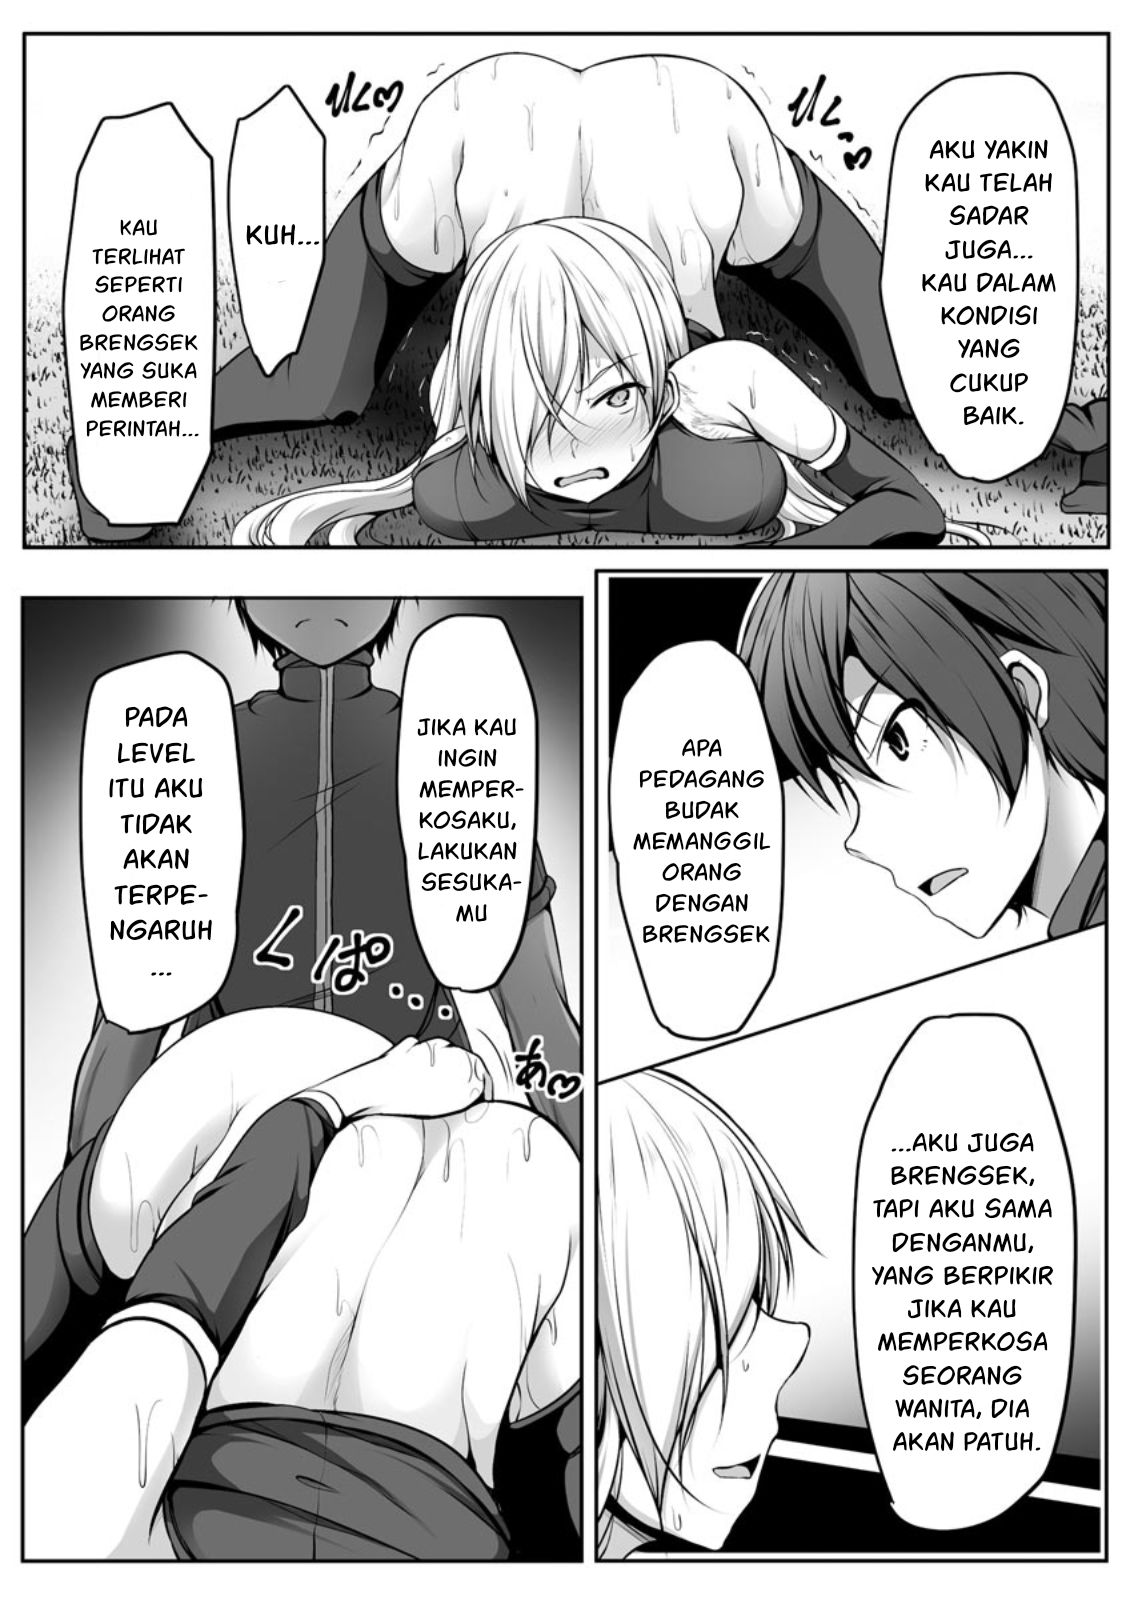 AKU YAKIN
KAU TELAH
SADAR
JUGA...
KAU DALAM
KONDISI
YANG
CUKUP
BAIK.
KUH...
KAU
TERLIHAT
SEPERTI
ORANG
BRENGSEK
YANG SUKA
MEMBERI
PERINTAH...
APA
PEDAGANG
BUDAK
MEMANGGIL
ORANG
DENGAN
BRENGSEK
...AKU JUGA
BRENGSEK,
TAPI AKU SAMA
DENGANMU,
YANG BERPIKIR
JIKA KAU
MEMPERKOSA
SEORANG
WANITA, DIA
AKAN PATUH.
JIKA KAU
INGIN
MEMPER-
KOSAKU,
LAKUKAN
SESUKA-
MU
PADA
LEVEL
ITU AKU
TIDAK
AKAN
TERPE-
NGARUH
...
くぱ...
あ♡